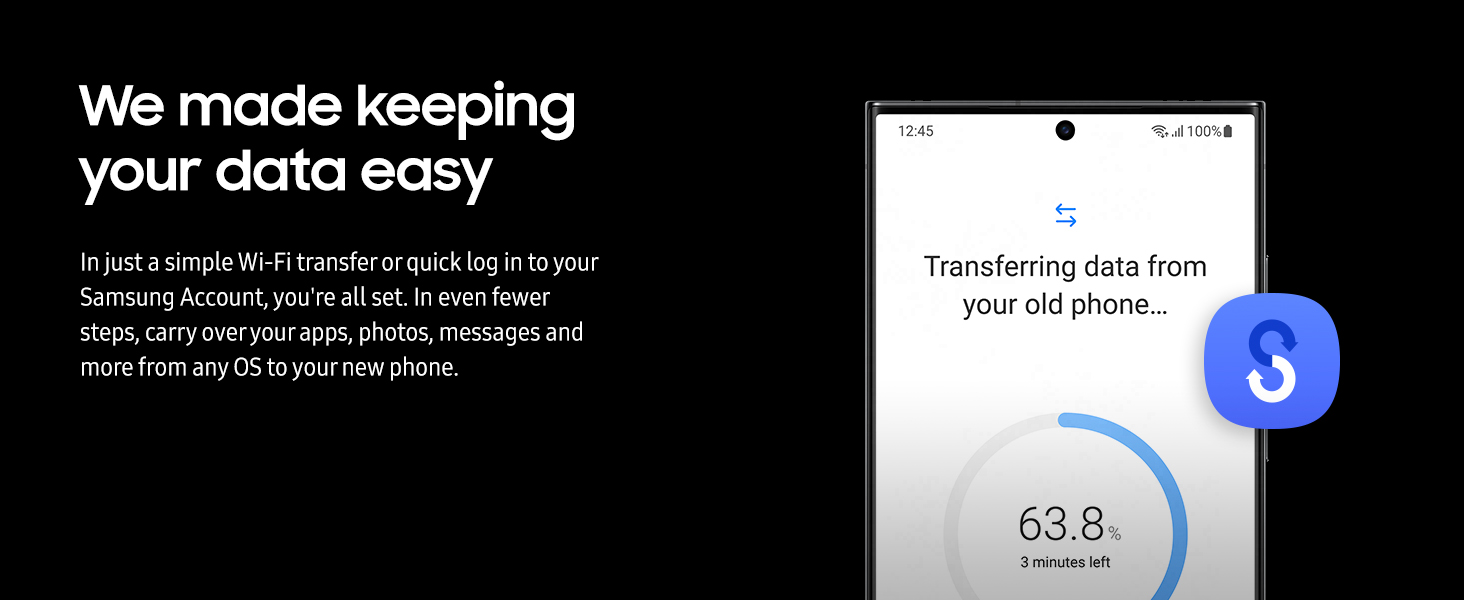 We made keeping
your data easy
In just a simple Wi-Fi transfer or quick log in to your
Samsung Account, you're all set. In even fewer
steps, carry over your apps, photos, messages and
more from any OS to your new phone.
12:45
100%
Transferring data from
your old phone...
63.8%
3 minutes left